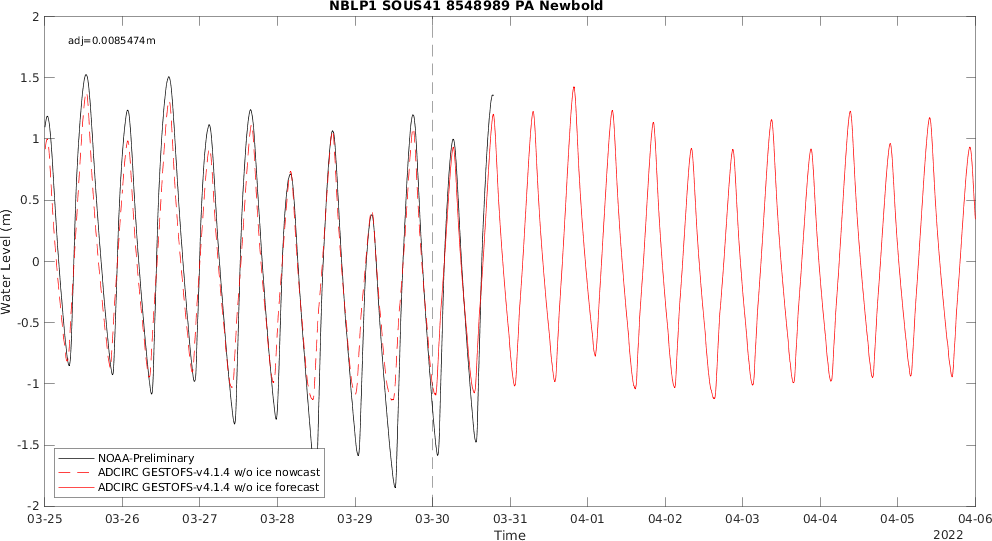 NBLP1 SOUS41 8548989 PA Newbold
adj=0.0085474m
2
1.5
1
0.5
0
-0.5
-1
-1.5
-2
Water Level (m)
NOAA-Preliminary
ADCIRC GESTOFS-v4.1.4 w/o ice nowcast
ADCIRC GESTOFS-v4.1.4 w/o ice forecast
03-25 03-26 03-27 03-28 03-29 03-30 03-31 04-01 04-02 04-03 04-04 04-05 04-06
Time
2022